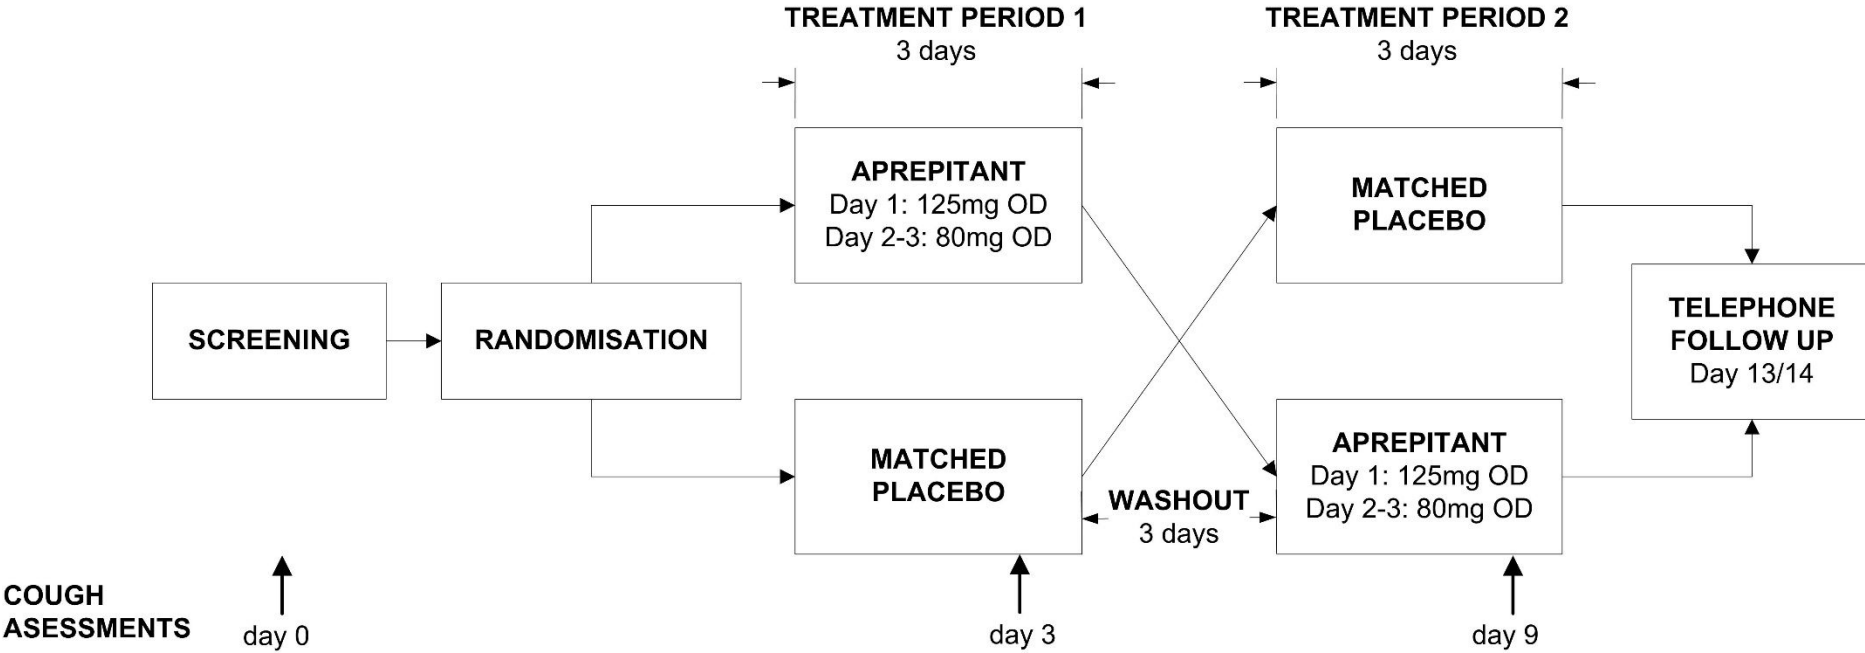 TREATMENT PERIOD 1
3 days
TREATMENT PERIOD 2
3 days
APREPITANT
Day 1: 125mg OD
Day 2-3: 80mg OD
MATCHED
PLACEBO
SCREENING
RANDOMISATION
TELEPHONE
FOLLOW UP
Day 13/14
MATCHED
PLACEBO
WASHOUT
3 days
APREPITANT
Day 1: 125mg OD
Day 2-3: 80mg OD
COUGH
ASESSMENTS
day 0
day 3
day 9